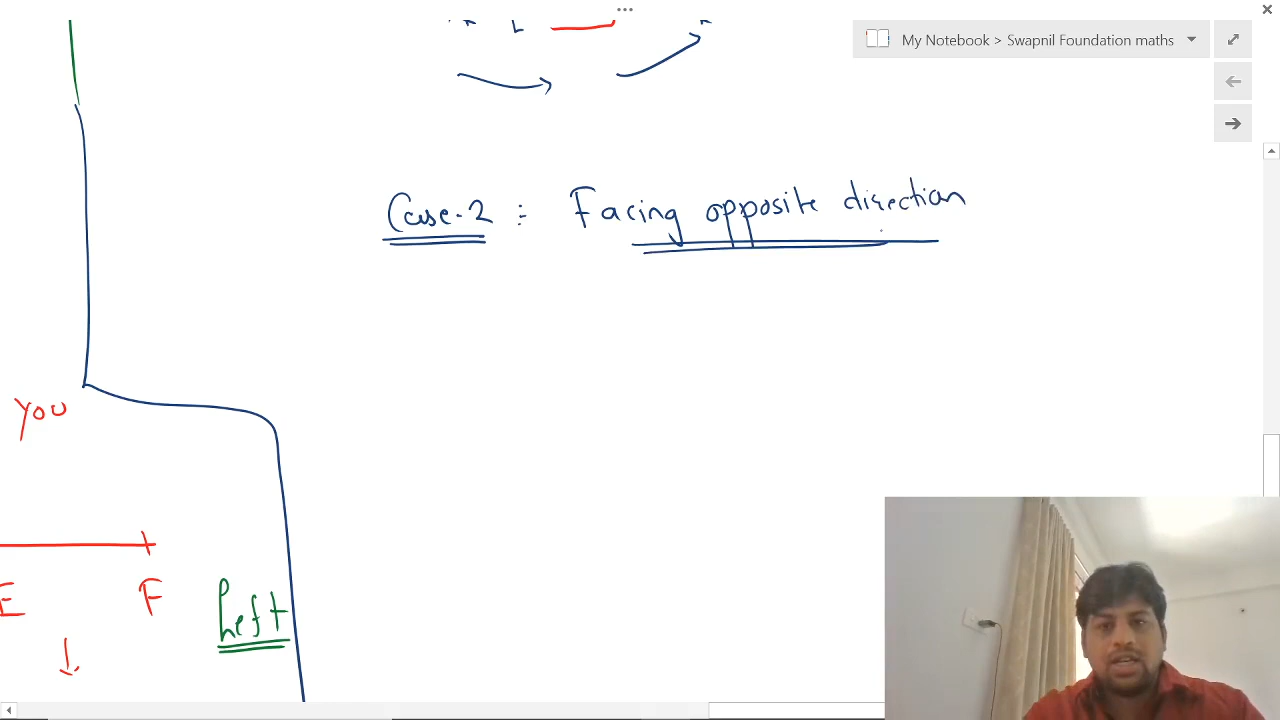 My Notebook > Swapnil Foundation maths
Case-2 : Facing opposite direction
you
E F
Left